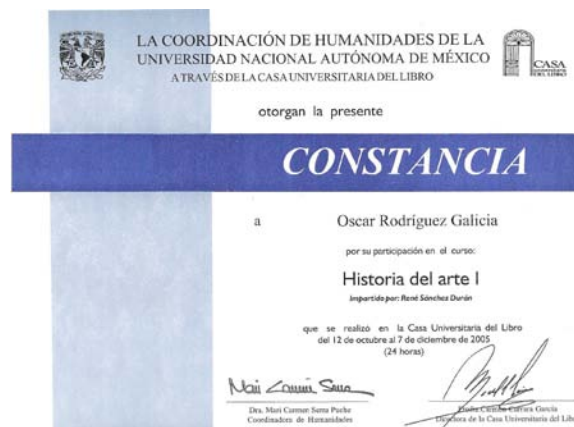 LA COORDINACIÓN DE HUMANIDADES DE LA
UNIVERSIDAD NACIONAL AUTÓNOMA DE MÉXICO
A TRAVÉS DE LA CASA UNIVERSITARIA DEL LIBRO
CASA
UNIVERSITARIA
DEL LIBRO
otorgan la presente
CONSTANCIA
a Oscar Rodríguez Galicia
por su participación en el curso:
Historia del arte I
Impartido por: René Sánchez Durán
que se realizó en la Casa Universitaria del Libro
del 12 de octubre al 7 de diciembre de 2005
(24 horas)
Dra. Mari Carmen Serra Puche
Coordinadora de Humanidades
García
Directora de la Casa Universitaria del Libro